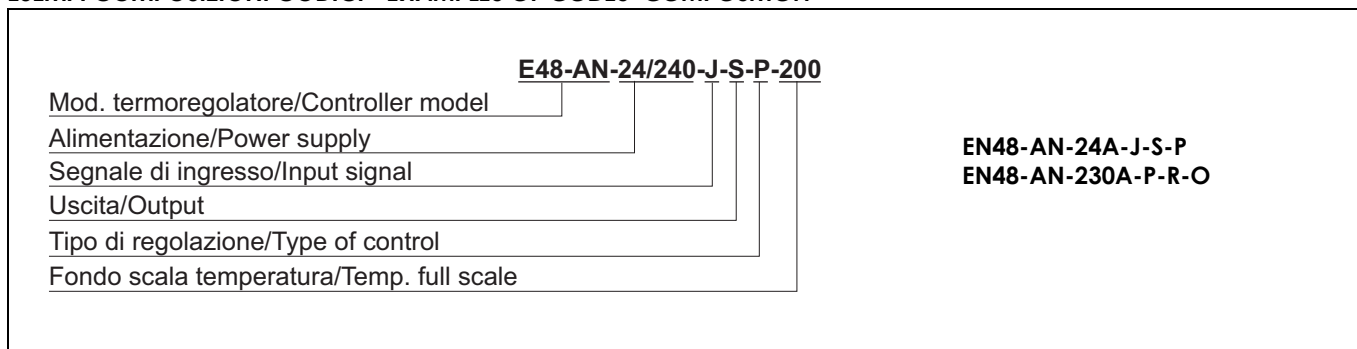 E48-AN-24/240-J-S-P-200
Mod. termoregolatore/Controller model
Alimentazione/Power supply
Segnale di ingresso/Input signal
Uscita/Output
Tipo di regolazione/Type of control
Fondo scala temperatura/Temp. full scale
EN48-AN-24A-J-S-P
EN48-AN-230A-P-R-O